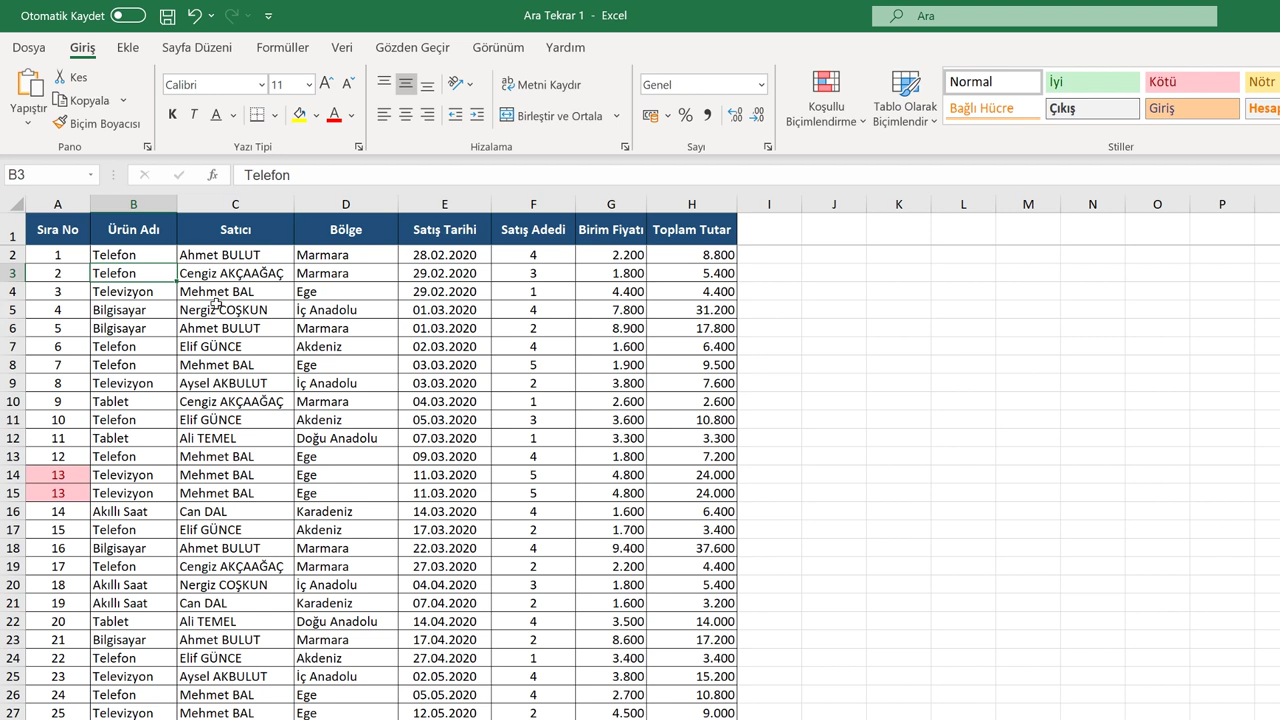 Otomatik Kaydet
Ara Tekrar 1 - Excel
Ara
Dosya Giriş Ekle Sayfa Düzeni Formüller Veri Gözden Geçir Görünüm Yardım
Yapıştır
Kes
Kopyala
Biçim Boyacısı
Pano
Calibri 11
K T A
Yazı Tipi
Metni Kaydır
Birleştir ve Ortala
Hizalama
Genel
Sayı
Koşullu Biçimlendirme
Tablo Olarak Biçimlendir
Normal İyi Kötü Nötr
Bağlı Hücre Çıkış Giriş Hesap
Stiller
B3 fx Telefon
A B C D E F G H I J K L M N O P
1 Sıra No Ürün Adı Satıcı Bölge Satış Tarihi Satış Adedi Birim Fiyatı Toplam Tutar
2 1 Telefon Ahmet BULUT Marmara 28.02.2020 4 2.200 8.800
3 2 Telefon Cengiz AKÇAAĞAÇ Marmara 29.02.2020 3 1.800 5.400
4 3 Televizyon Mehmet BAL Ege 29.02.2020 1 4.400 4.400
5 4 Bilgisayar Nergiz COŞKUN İç Anadolu 01.03.2020 4 7.800 31.200
6 5 Bilgisayar Ahmet BULUT Marmara 01.03.2020 2 8.900 17.800
7 6 Telefon Elif GÜNCE Akdeniz 02.03.2020 4 1.600 6.400
8 7 Telefon Mehmet BAL Ege 03.03.2020 5 1.900 9.500
9 8 Televizyon Aysel AKBULUT İç Anadolu 03.03.2020 2 3.800 7.600
10 9 Tablet Cengiz AKÇAAĞAÇ Marmara 04.03.2020 1 2.600 2.600
11 10 Telefon Elif GÜNCE Akdeniz 05.03.2020 3 3.600 10.800
12 11 Tablet Ali TEMEL Doğu Anadolu 07.03.2020 1 3.300 3.300
13 12 Telefon Mehmet BAL Ege 09.03.2020 4 1.800 7.200
14 13 Televizyon Mehmet BAL Ege 11.03.2020 5 4.800 24.000
15 13 Televizyon Mehmet BAL Ege 11.03.2020 5 4.800 24.000
16 14 Akıllı Saat Can DAL Karadeniz 14.03.2020 4 1.600 6.400
17 15 Telefon Elif GÜNCE Akdeniz 17.03.2020 2 1.700 3.400
18 16 Bilgisayar Ahmet BULUT Marmara 22.03.2020 4 9.400 37.600
19 17 Telefon Cengiz AKÇAAĞAÇ Marmara 27.03.2020 2 2.200 4.400
20 18 Akıllı Saat Nergiz COŞKUN İç Anadolu 04.04.2020 3 1.800 5.400
21 19 Akıllı Saat Can DAL Karadeniz 07.04.2020 2 1.600 3.200
22 20 Tablet Ali TEMEL Doğu Anadolu 14.04.2020 4 3.500 14.000
23 21 Bilgisayar Ahmet BULUT Marmara 17.04.2020 2 8.600 17.200
24 22 Telefon Elif GÜNCE Akdeniz 27.04.2020 1 3.400 3.400
25 23 Televizyon Aysel AKBULUT İç Anadolu 02.05.2020 4 3.800 15.200
26 24 Telefon Mehmet BAL Ege 05.05.2020 4 2.700 10.800
27 25 Televizyon Mehmet BAL Ege 12.05.2020 2 4.500 9.000